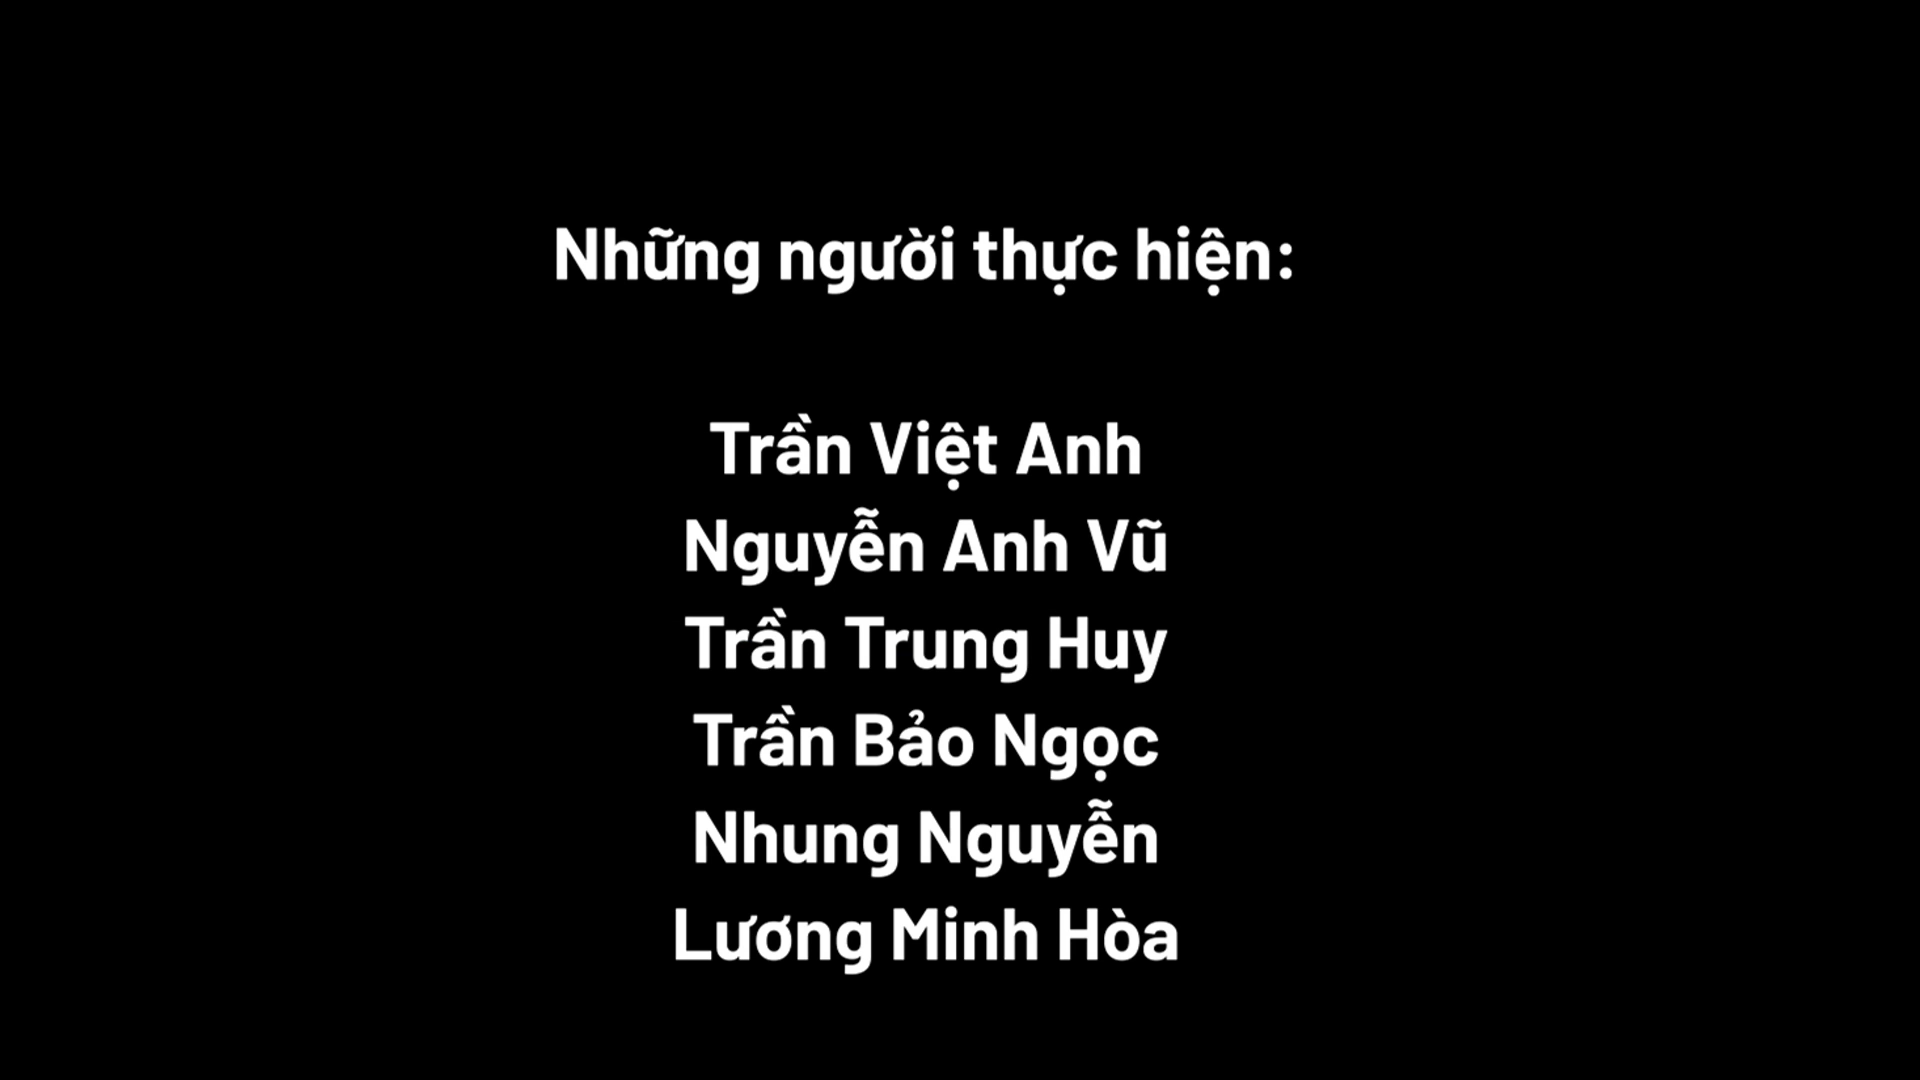 Những người thực hiện:
Trần Việt Anh
Nguyễn Anh Vũ
Trần Trung Huy
Trần Bảo Ngọc
Nhung Nguyễn
Lương Minh Hòa